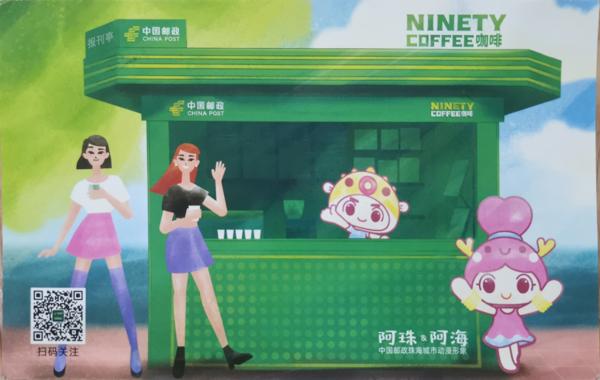 报刊亭
中国邮政
CHINA POST
NINETY
COFFEE咖啡
中国邮政
CHINA POST
NINETY
COFFEE咖啡
阿珠&阿海
中国邮政珠海城市动漫形象
扫码关注